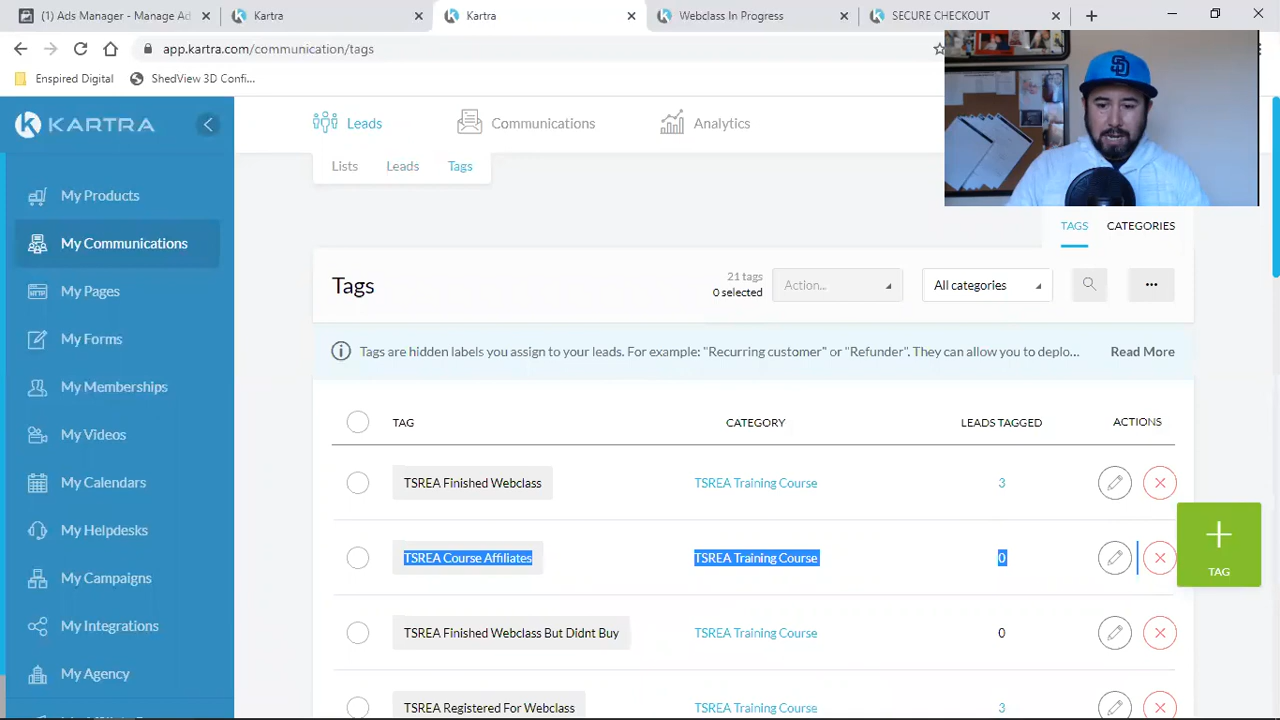 (1) Ads Manager - Manage Ad
Kartra
Kartra
Webclass In Progress
SECURE CHECKOUT
app.kartra.com/communication/tags
Enspired Digital
ShedView 3D Confi...
KARTRA
Leads
Communications
Analytics
Lists
Leads
Tags
My Products
My Communications
My Pages
My Forms
My Memberships
My Videos
My Calendars
My Helpdesks
My Campaigns
My Integrations
My Agency
TAGS
CATEGORIES
Tags
21 tags
0 selected
Action...
All categories
Tags are hidden labels you assign to your leads. For example: "Recurring customer" or "Refunder". They can allow you to deplo...
Read More
TAG CATEGORY LEADS TAGGED ACTIONS
TSREA Finished Webclass TSREA Training Course 3
TSREA Course Affiliates TSREA Training Course 0
TSREA Finished Webclass But Didnt Buy TSREA Training Course 0
TSREA Registered For Webclass TSREA Training Course 3
TAG